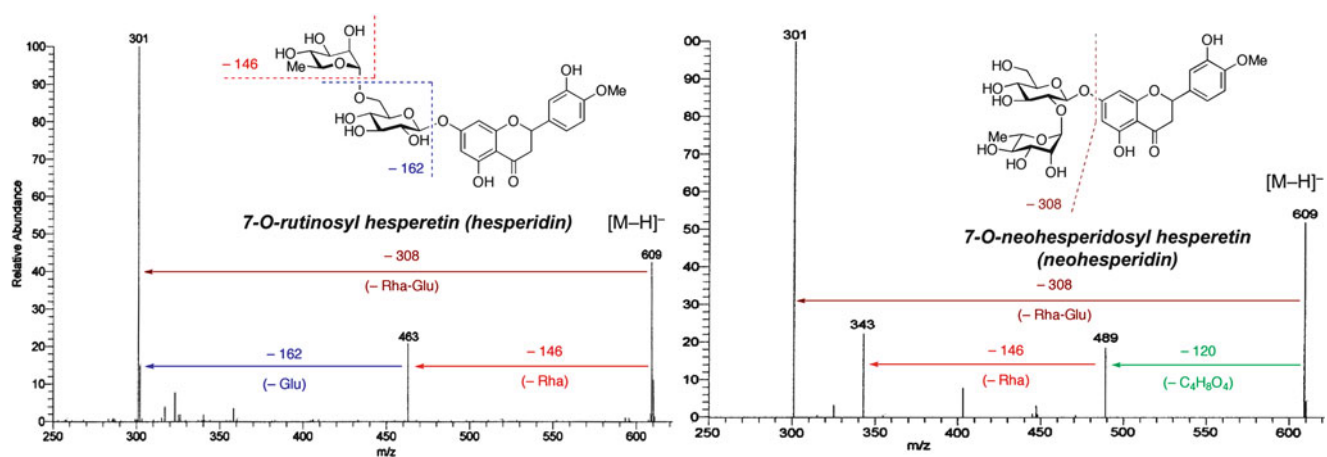 100
90
80
70
60
50
40
30
20
10
0
Relative Abundance
250
300
350
400
450
500
550
600
m/z
301
463
609
[M–H]⁻
– 146
– 162
HO
OH
HO
Me
O
O
O
HO
HO
OH
O
O
OH
O
OH
OMe
7-O-rutinosyl hesperetin (hesperidin)
– 308
(– Rha-Glu)
– 162
(– Glu)
– 146
(– Rha)
00
90
80
70
60
50
40
30
20
10
0
250
300
350
400
450
500
550
600
m/z
301
343
489
609
[M–H]⁻
HO
HO
HO
O
O
O
O
Me
O
HO
HO
OH
OH
O
OH
OMe
– 308
7-O-neohesperidosyl hesperetin
(neohesperidin)
– 308
(– Rha-Glu)
– 146
(– Rha)
– 120
(– C₄H₈O₄)